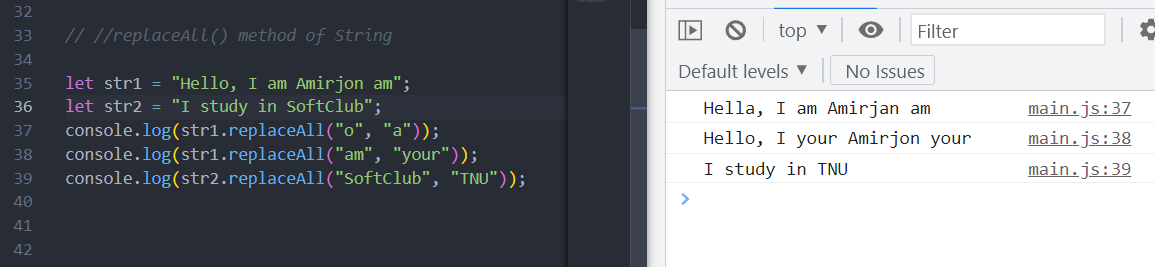 32
33 // //replaceAll() method of String
34
35 let str1 = "Hello, I am Amirjon am";
36 let str2 = "I study in SoftClub";
37 console.log(str1.replaceAll("o", "a"));
38 console.log(str1.replaceAll("am", "your"));
39 console.log(str2.replaceAll("SoftClub", "TNU"));
40
41
42
top ▼ Filter
Default levels ▼ No Issues
Hella, I am Amirjan am main.js:37
Hello, I your Amirjon your main.js:38
I study in TNU main.js:39
>